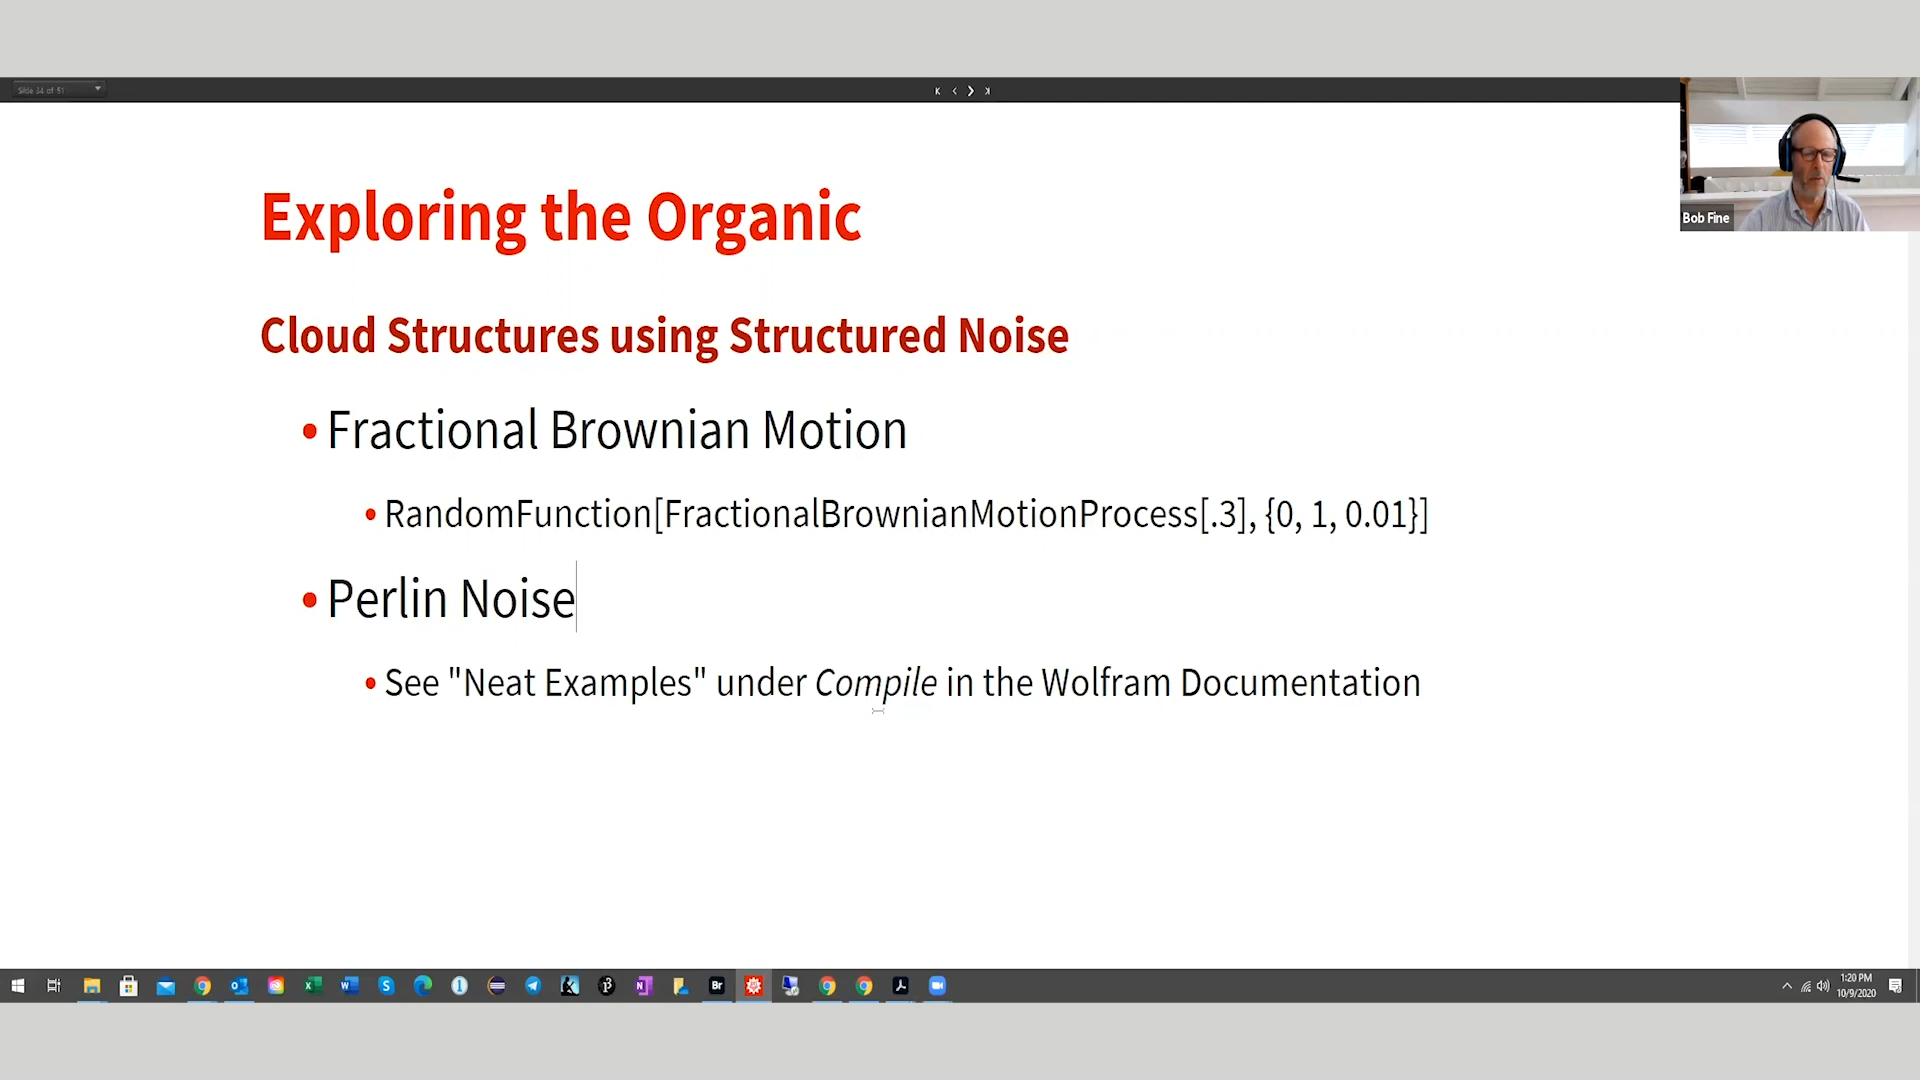 Slide 34 of 51
Exploring the Organic
Bob Fine
Cloud Structures using Structured Noise
• Fractional Brownian Motion
• RandomFunction[FractionalBrownianMotionProcess[.3], {0, 1, 0.01}]
• Perlin Noise
• See "Neat Examples" under Compile in the Wolfram Documentation
Br
1:20 PM
10/9/2020